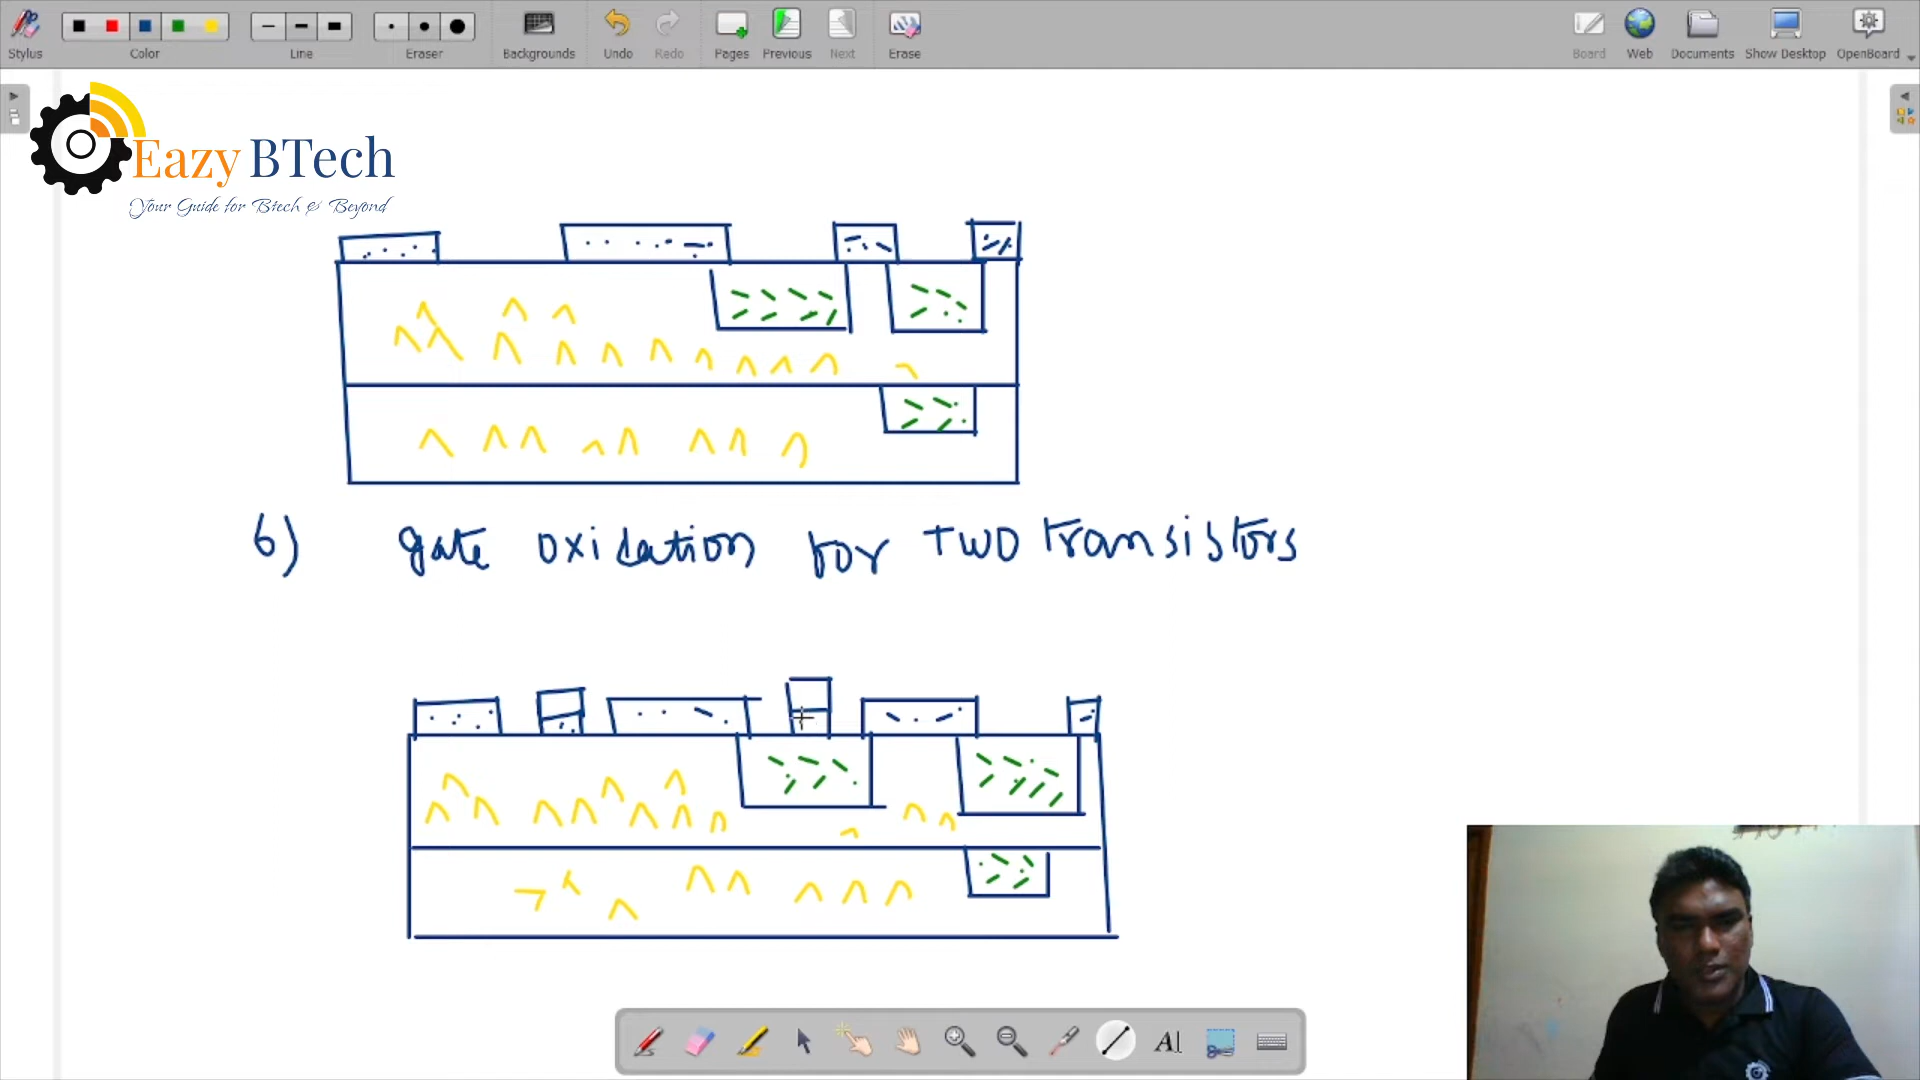 Stylus
Color
Line
Eraser
Backgrounds
Undo
Redo
Pages
Previous
Next
Erase
Board
Web
Documents
Show Desktop
OpenBoard
Eazy BTech
Your Guide for Btech & Beyond
6) gate oxidation for two transistors
AI